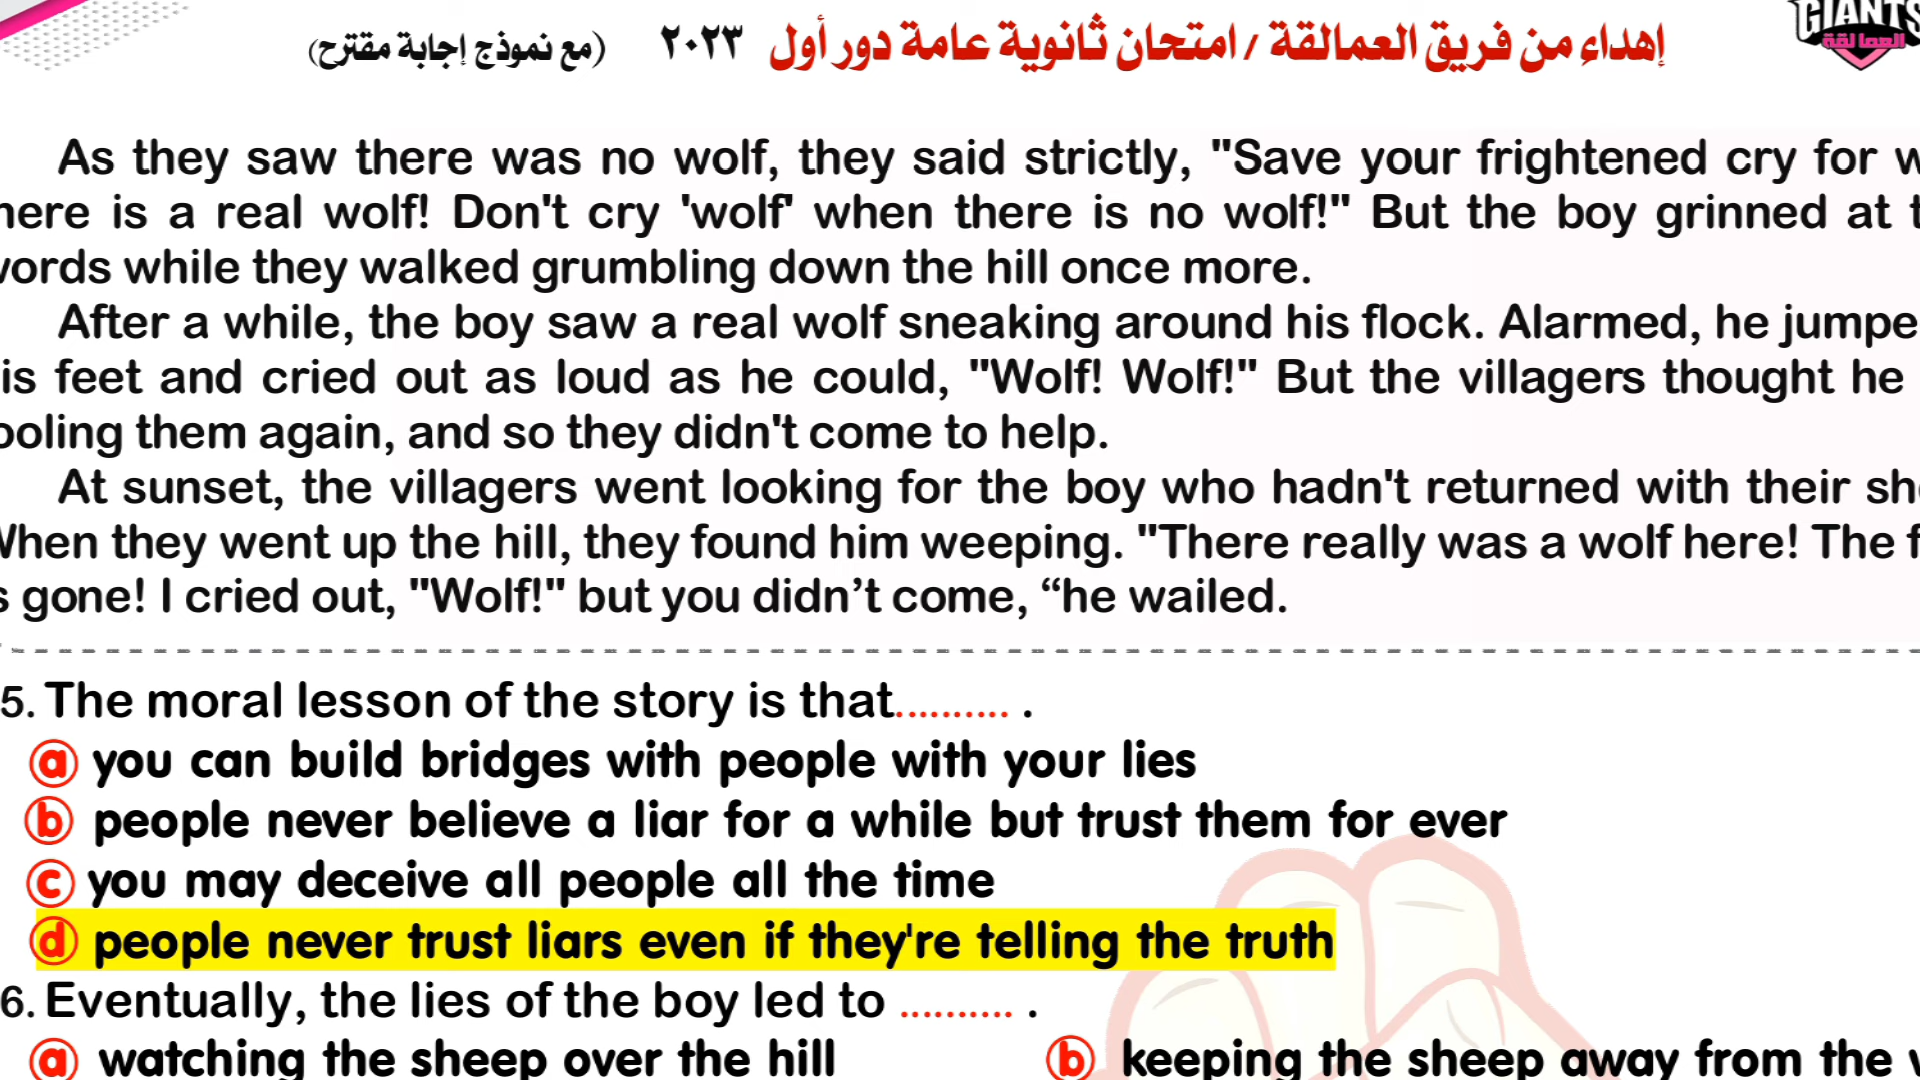 إهداء من فريق العمالقة / امتحان ثانوية عامة دور أول ٢٠٢٣ (مع نموذج إجابة مقترح)
GIANTS
العمالقة
As they saw there was no wolf, they said strictly, "Save your frightened cry for
here is a real wolf! Don't cry 'wolf' when there is no wolf!" But the boy grinned at
words while they walked grumbling down the hill once more.
After a while, the boy saw a real wolf sneaking around his flock. Alarmed, he jumpe
is feet and cried out as loud as he could, "Wolf! Wolf!" But the villagers thought he
ooling them again, and so they didn't come to help.
At sunset, the villagers went looking for the boy who hadn't returned with their
When they went up the hill, they found him weeping. "There really was a wolf here! The
s gone! I cried out, "Wolf!" but you didn’t come, “he wailed.
5. The moral lesson of the story is that.......... .
a you can build bridges with people with your lies
b people never believe a liar for a while but trust them for ever
c you may deceive all people all the time
d people never trust liars even if they're telling the truth
6. Eventually, the lies of the boy led to .......... .
a watching the sheep over the hill b keeping the sheep away from the